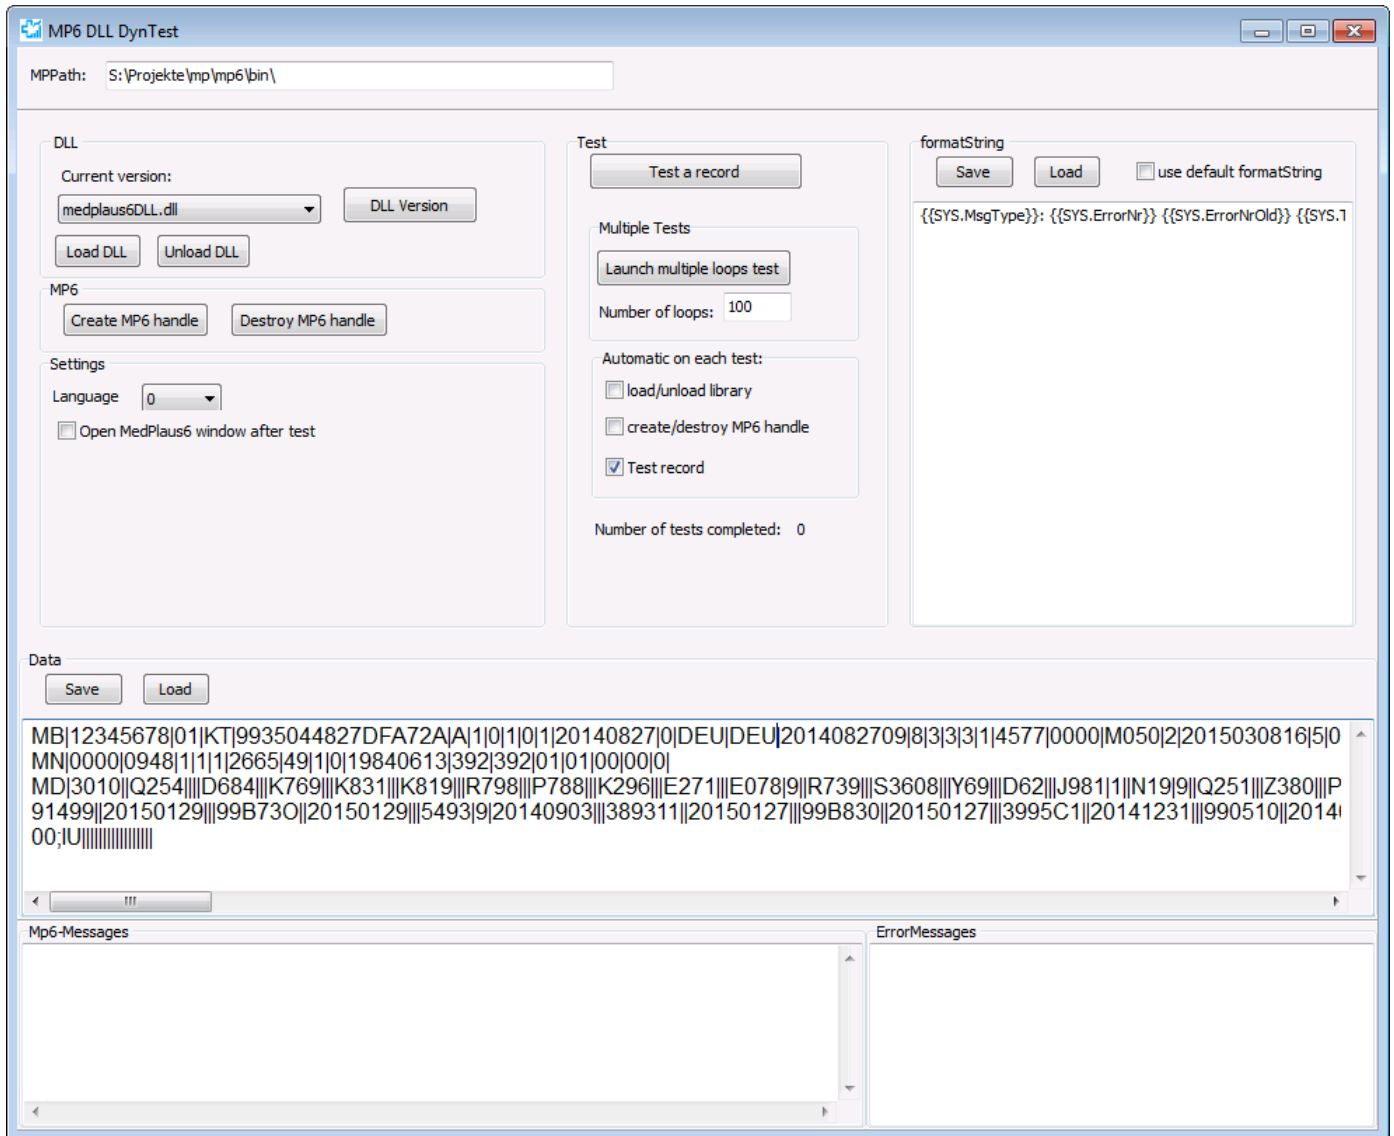 MP6 DLL DynTest
MPPath: S:\Projekte\mp\mp6\bin\
DLL
Current version:
medplaus6DLL.dll
DLL Version
Load DLL Unload DLL
MP6
Create MP6 handle Destroy MP6 handle
Settings
Language 0
Open MedPlaus6 window after test
Test
Test a record
Multiple Tests
Launch multiple loops test
Number of loops: 100
Automatic on each test:
load/unload library
create/destroy MP6 handle
Test record
Number of tests completed: 0
formatString
Save Load use default formatString
{{SYS.MsgType}}: {{SYS.ErrorNr}} {{SYS.ErrorNrOld}} {{SYS.T
Data
Save Load
MB|12345678|01|KT|9935044827DFA72A|A|1|0|1|0|1|20140827|0|DEU|DEU|2014082709|8|3|3|3|1|4577|0000|M050|2|2015030816|5|0
MN|0000|0948|1|1|1|2665|49|1|0|19840613|392|392|01|01|00|00|0|
MD|3010||Q254||||D684|||K769|||K831|||K819|||R798|||P788|||K296|||E271|||E078|9||R739|||S3608|||Y69|||D62|||J981|1||N19|9||Q251|||Z380|||P
91499||20150129|||99B73O||20150129|||5493|9|20140903|||389311||20150127|||99B830||20150127|||3995C1||20141231|||990510||2014
00;IU|||||||||||||||||
Mp6-Messages
ErrorMessages